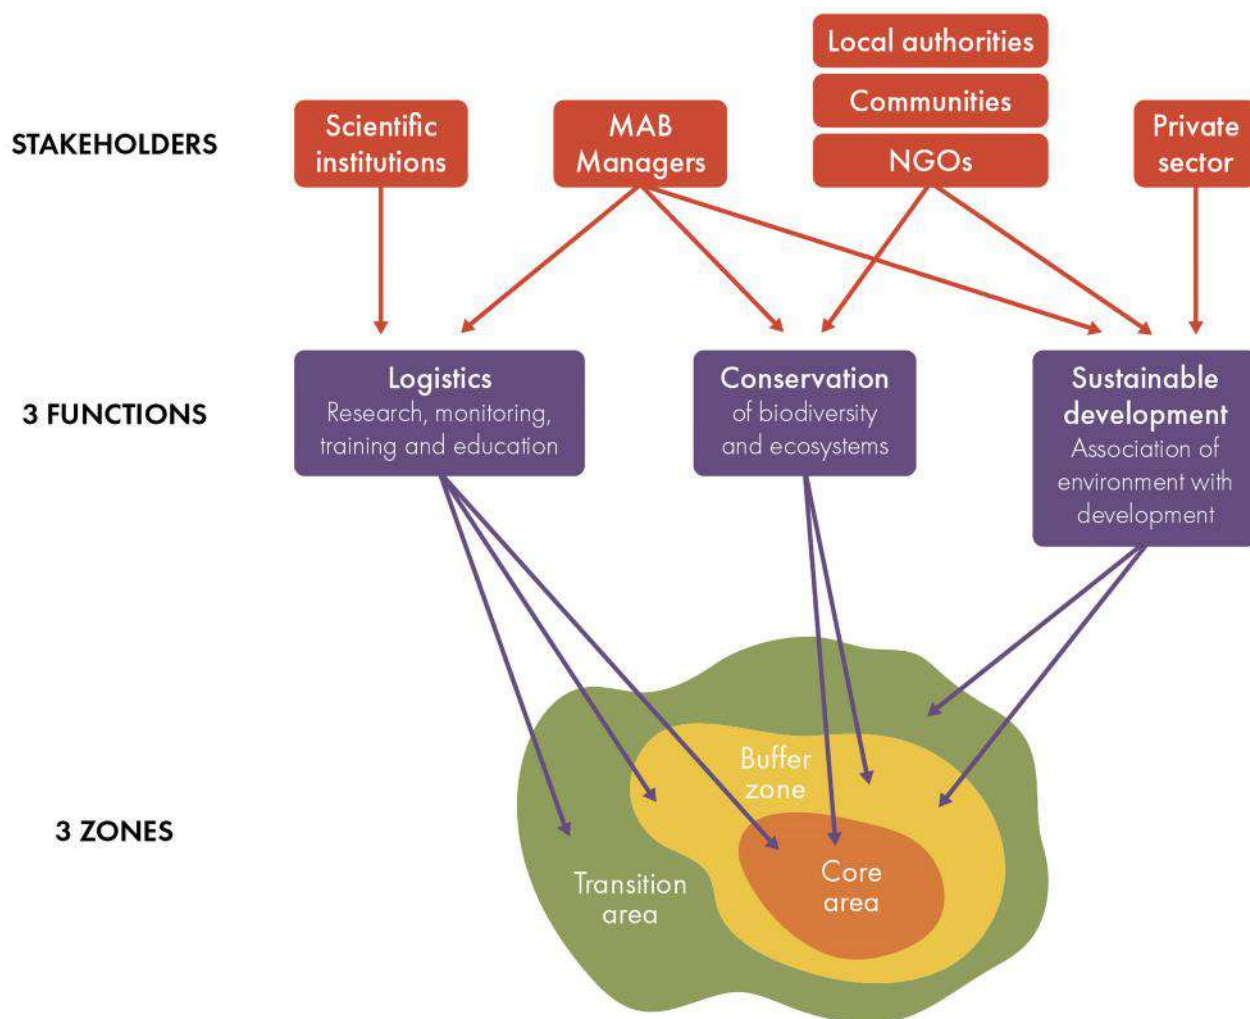 STAKEHOLDERS
Scientific
institutions
MAB
Managers
Local authorities
Communities
NGOs
Private
sector
3 FUNCTIONS
Logistics
Research, monitoring,
training and education
Conservation
of biodiversity
and ecosystems
Sustainable
development
Association of
environment with
development
3 ZONES
Buffer
zone
Transition
area
Core
area